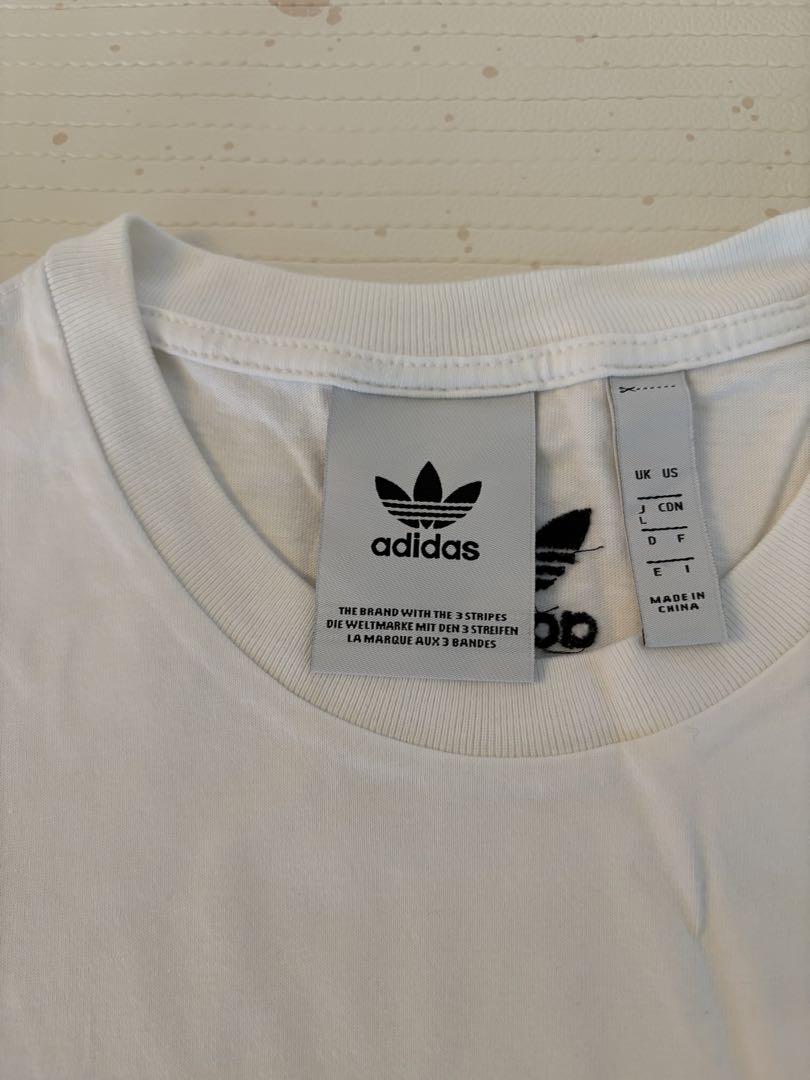 adidas
THE BRAND WITH THE 3 STRIPES
DIE WELTMARKE MIT DEN 3 STREIFEN
LA MARQUE AUX 3 BANDES
UK US
J CDN
L
D F
E I
MADE IN
CHINA